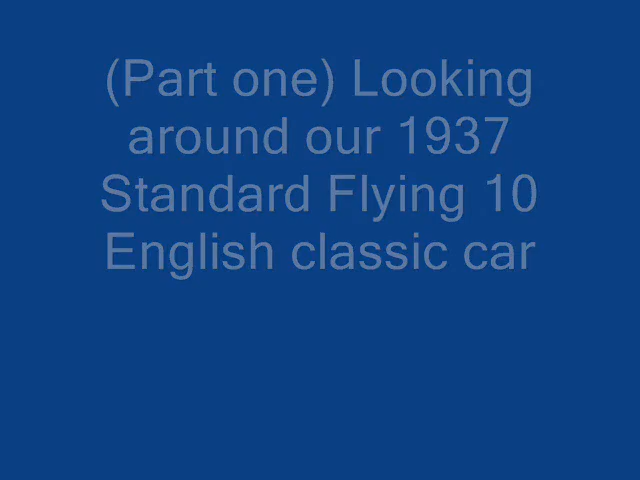 (Part one) Looking
around our 1937
Standard Flying 10
English classic car